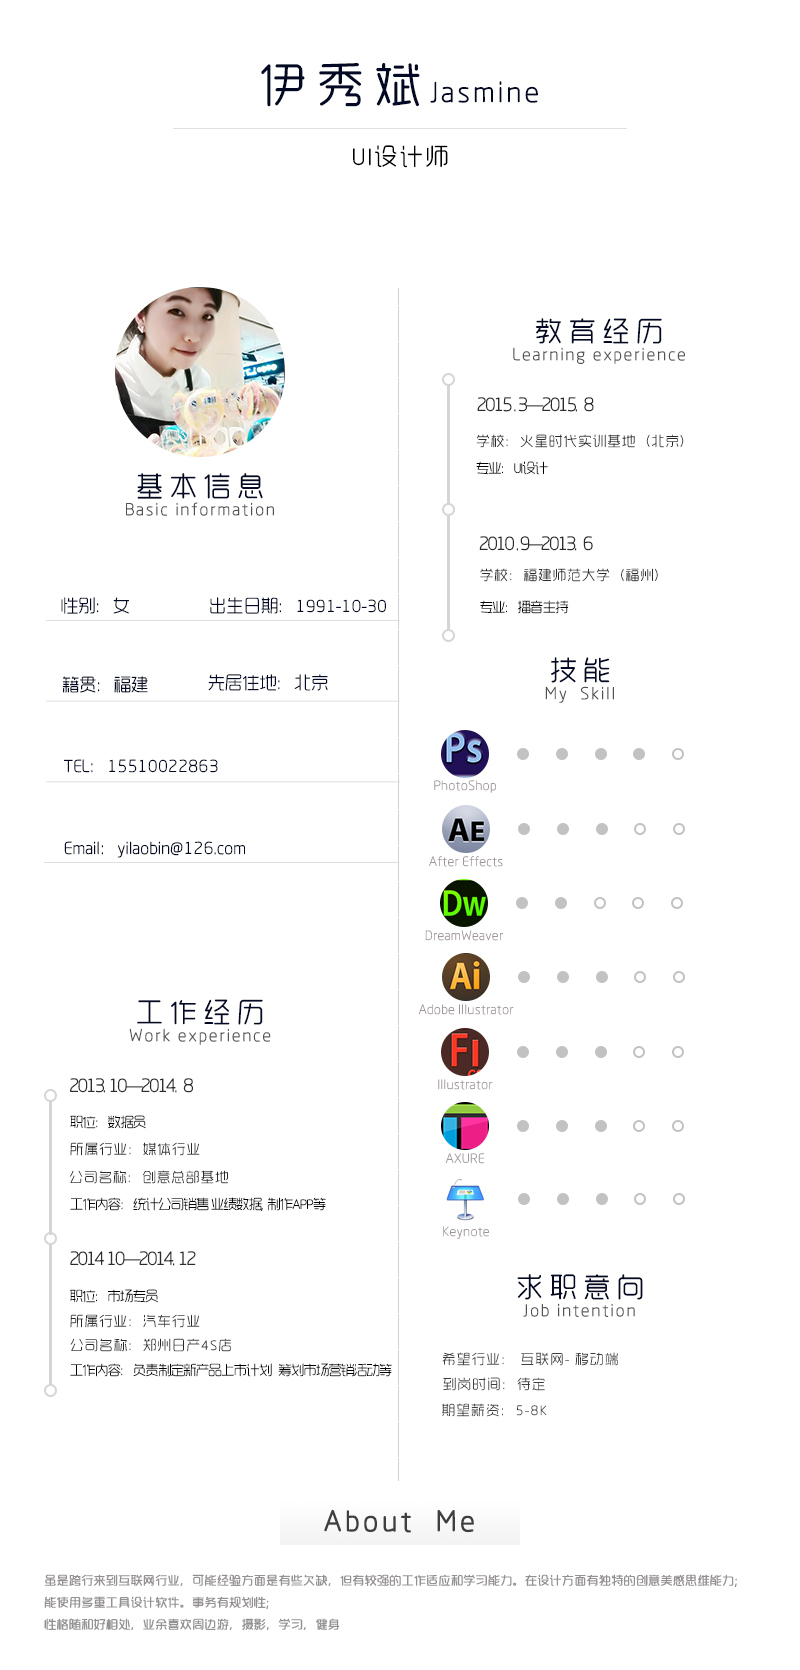 伊秀斌 Jasmine
UI设计师
基本信息
Basic information
性别: 女 出生日期: 1991-10-30
籍贯: 福建 先居住地: 北京
TEL: 15510022863
Email: yilaobin@126.com
工作经历
Work experience
2013.10—2014.8
职位: 数据员
所属行业: 媒体行业
公司名称: 创意总部基地
工作内容: 统计公司销售业绩数据, 制作APP等
2014 10—2014.12
职位: 市场专员
所属行业: 汽车行业
公司名称: 郑州日产4S店
工作内容: 负责制定新产品上市计划 筹划市场营销活动等
教育经历
Learning experience
2015.3—2015.8
学校: 火星时代实训基地（北京）
专业: UI设计
2010.9—2013.6
学校: 福建师范大学（福州）
专业: 播音主持
技能
My Skill
Ps
PhotoShop
AE
After Effects
Dw
DreamWeaver
Ai
Adobe Illustrator
Fl
Illustrator
AXURE
Keynote
求职意向
Job intention
希望行业: 互联网- 移动端
到岗时间: 待定
期望薪资: 5-8K
About Me
虽是跨行来到互联网行业，可能经验方面是有些欠缺，但有较强的工作适应和学习能力。在设计方面有独特的创意美感思维能力;
能使用多重工具设计软件。事务有规划性;
性格随和好相处，业余喜欢周边游，摄影，学习，健身